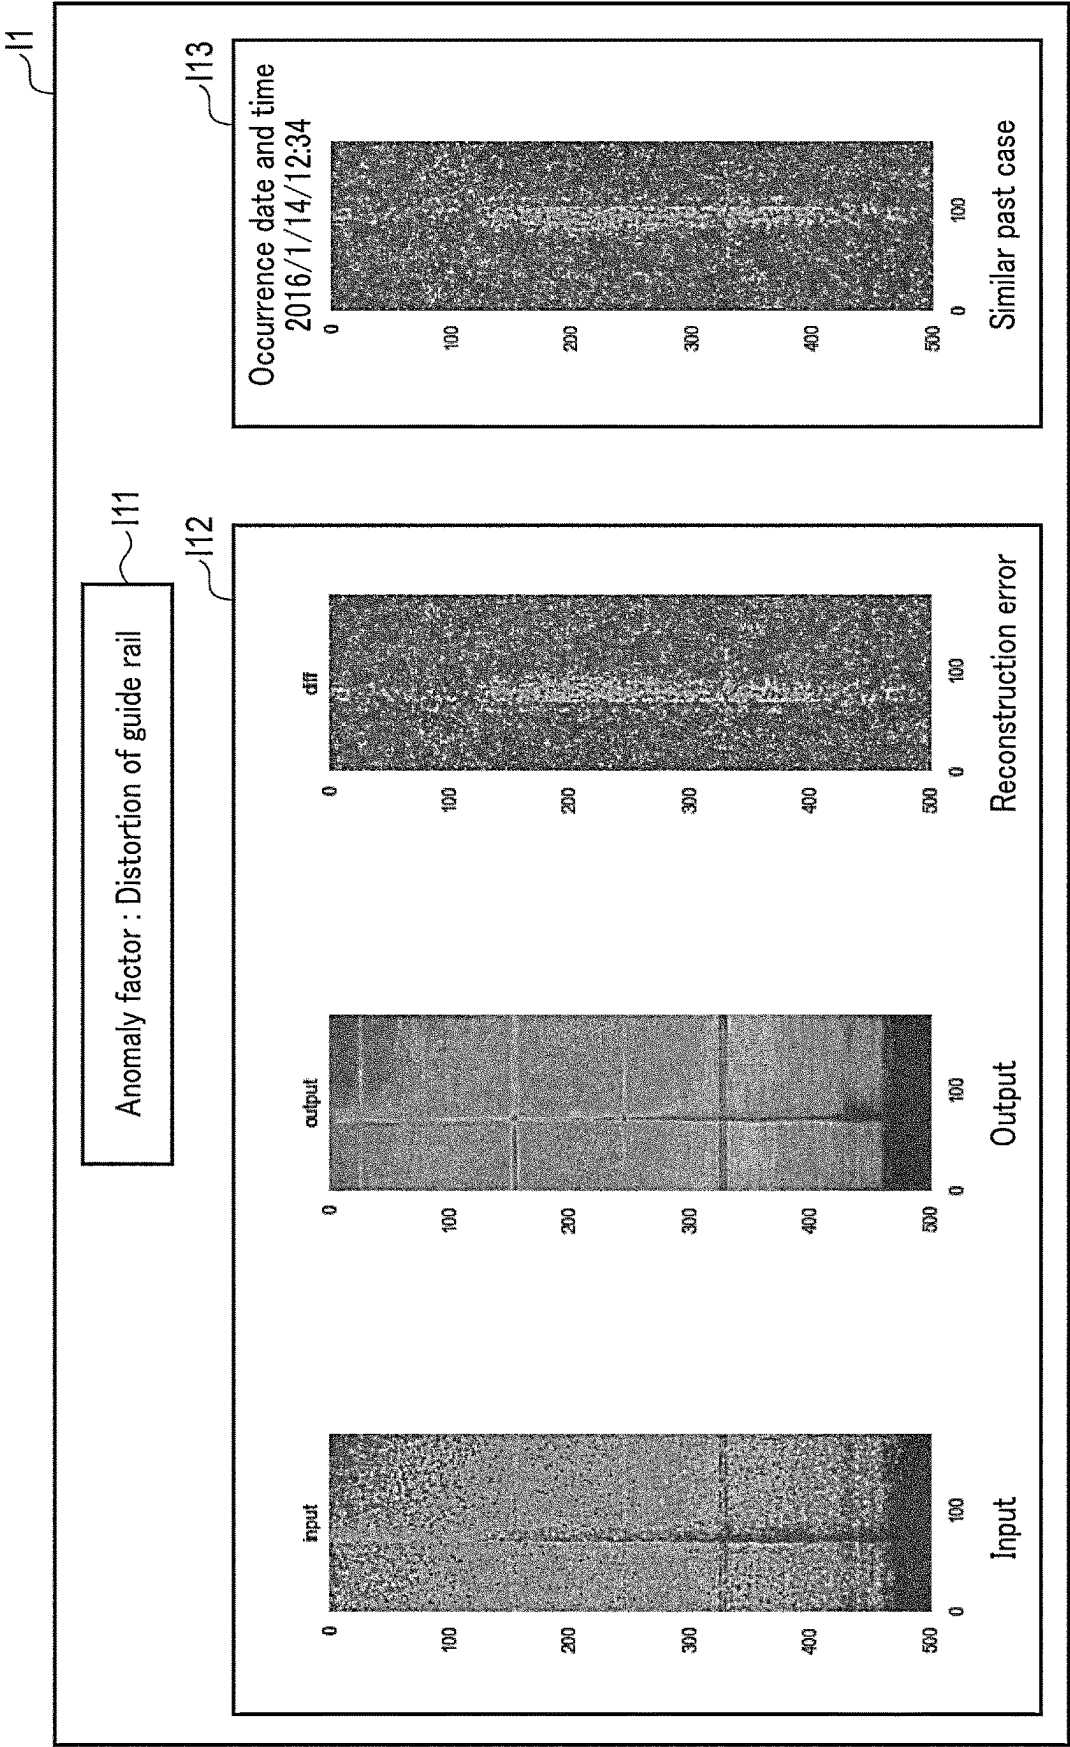 I1
Anomaly factor : Distortion of guide rail
I11
I12
input
0
100
200
300
400
500
0
100
Input
output
0
100
200
300
400
500
0
100
Output
diff
0
100
200
300
400
500
0
100
Reconstruction error
I13
Occurrence date and time
2016/1/14/12:34
0
100
200
300
400
500
0
100
Similar past case